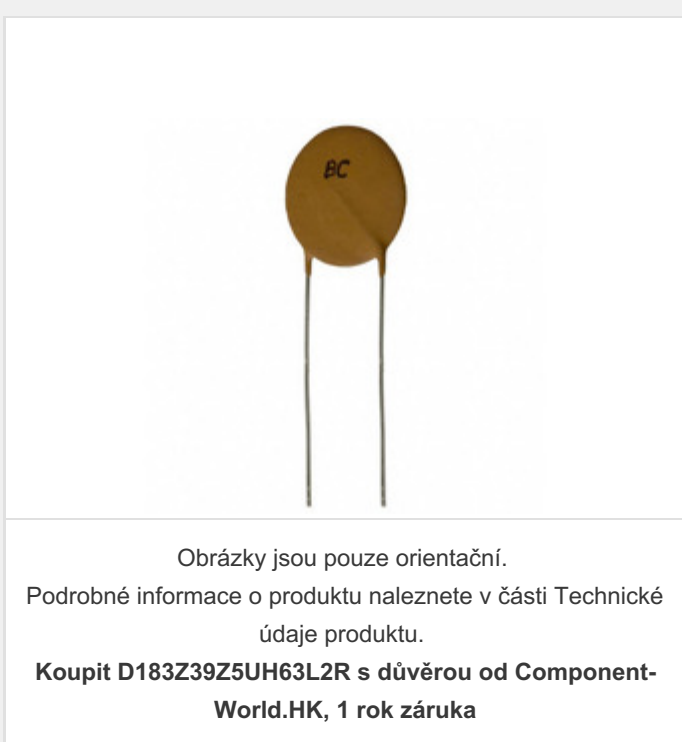 BC
Obrázky jsou pouze orientační.
Podrobné informace o produktu naleznete v části Technické
údaje produktu.
Koupit D183Z39Z5UH63L2R s důvěrou od Component-
World.HK, 1 rok záruka